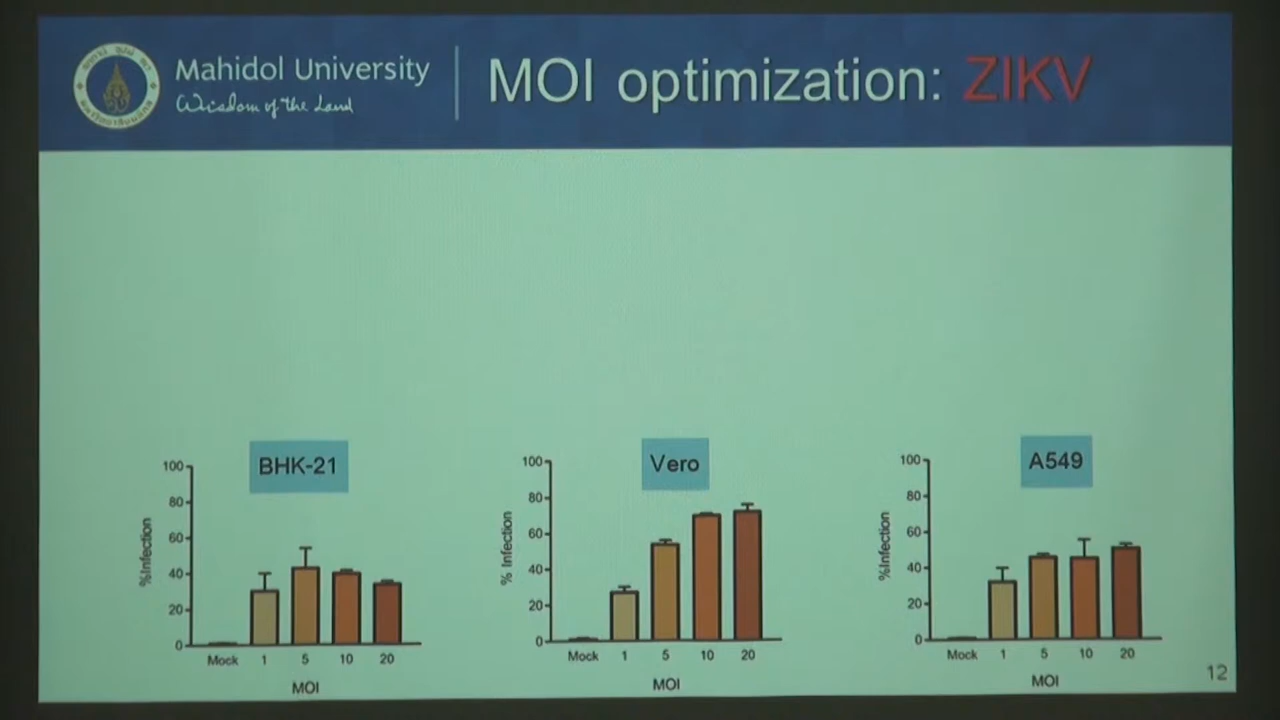 Mahidol University
Wisdom of the Land
MOI optimization: ZIKV
BHK-21
100
80
60
40
20
0
%Infection
Mock 1 5 10 20
MOI
Vero
100
80
60
40
20
0
% Infection
Mock 1 5 10 20
MOI
A549
100
80
60
40
20
0
%Infection
Mock 1 5 10 20
MOI
12